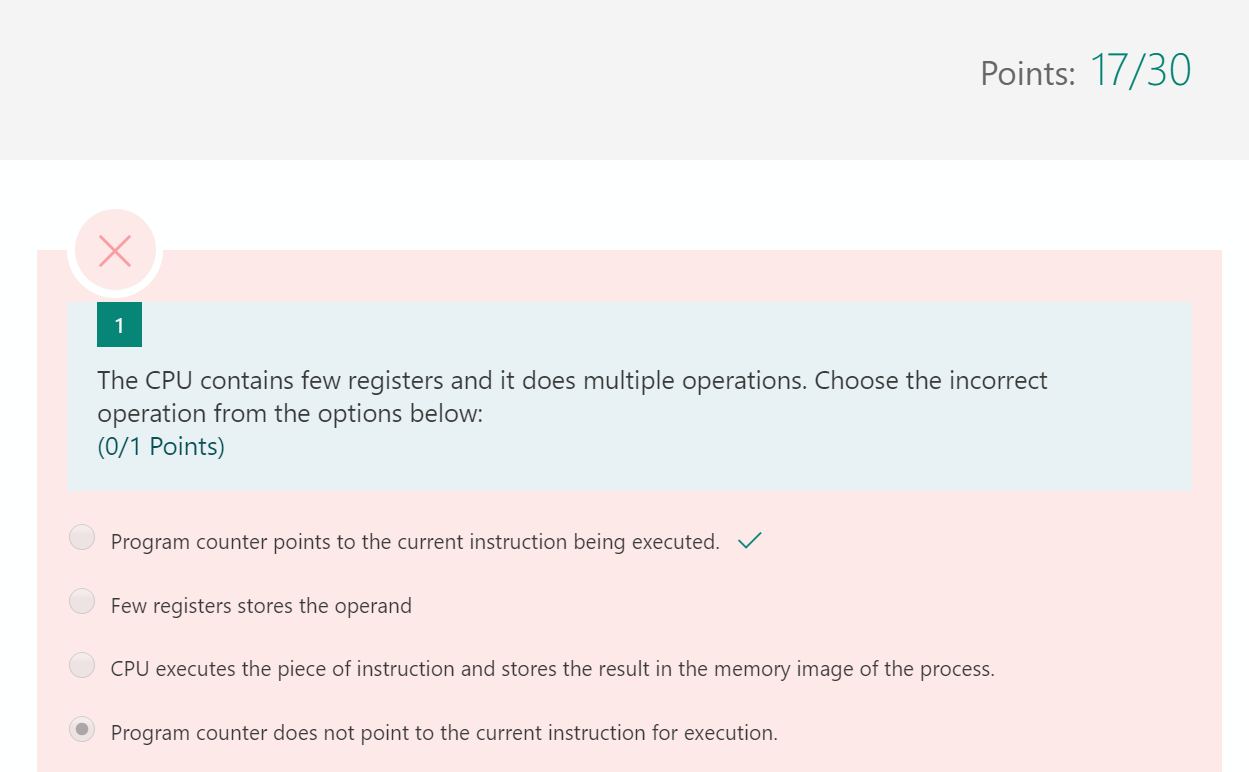 Points: 17/30
1
The CPU contains few registers and it does multiple operations. Choose the incorrect
operation from the options below:
(0/1 Points)
Program counter points to the current instruction being executed.
Few registers stores the operand
CPU executes the piece of instruction and stores the result in the memory image of the process.
Program counter does not point to the current instruction for execution.